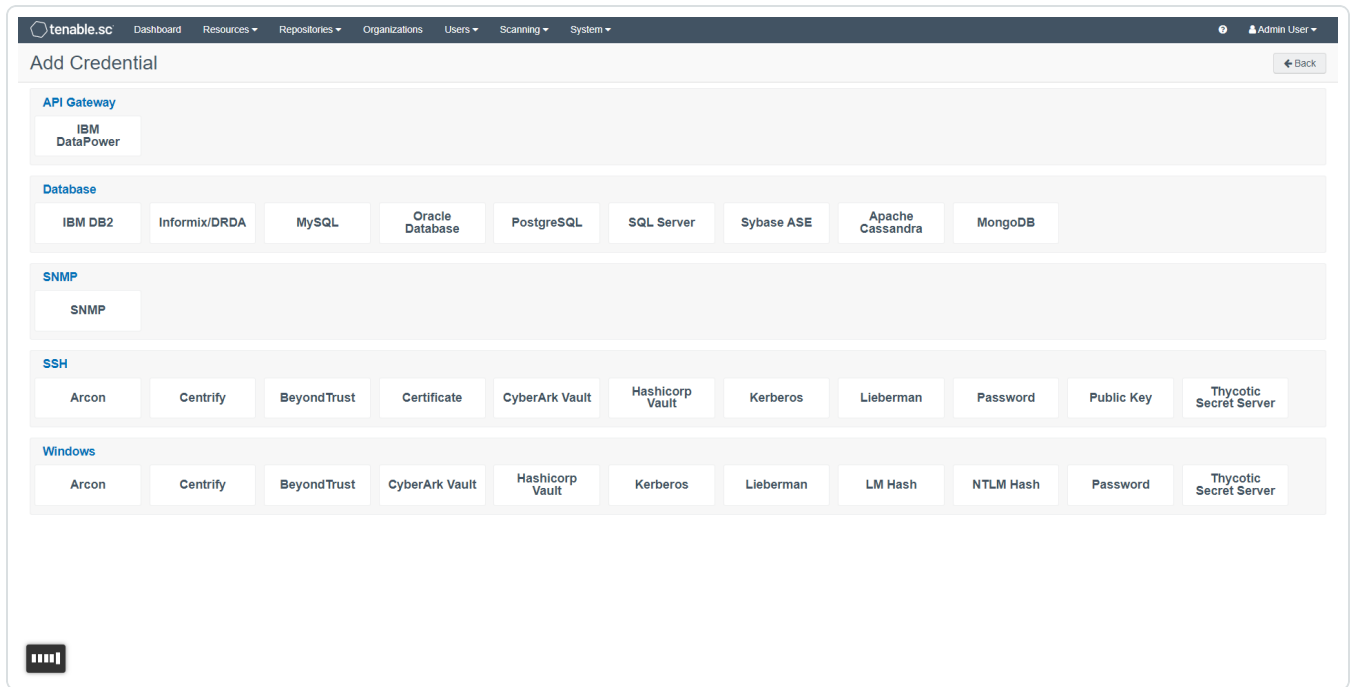 tenable.sc Dashboard Resources Repositories Organizations Users Scanning System Admin User
Add Credential Back
API Gateway
IBM
DataPower
Database
IBM DB2 Informix/DRDA MySQL Oracle Database PostgreSQL SQL Server Sybase ASE Apache Cassandra MongoDB
SNMP
SNMP
SSH
Arcon Centrify BeyondTrust Certificate CyberArk Vault Hashicorp Vault Kerberos Lieberman Password Public Key Thycotic Secret Server
Windows
Arcon Centrify BeyondTrust CyberArk Vault Hashicorp Vault Kerberos Lieberman LM Hash NTLM Hash Password Thycotic Secret Server